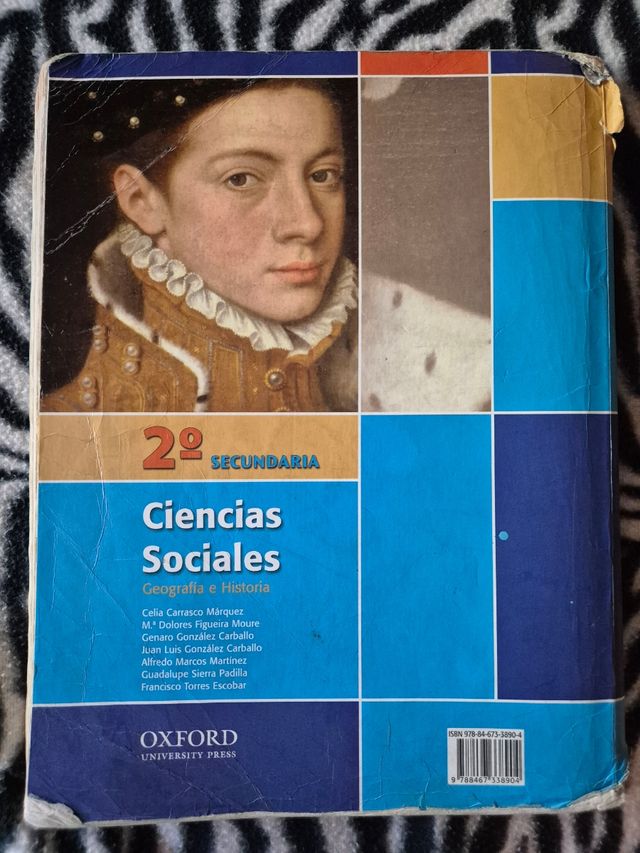 2º SECUNDARIA
Ciencias
Sociales
Geografía e Historia
Celia Carrasco Márquez
M.ª Dolores Figueira Moure
Genaro González Carballo
Juan Luis González Carballo
Alfredo Marcos Martínez
Guadalupe Sierra Padilla
Francisco Torres Escobar
OXFORD
UNIVERSITY PRESS
ISBN 978-84-673-3890-4
9 788467 338904